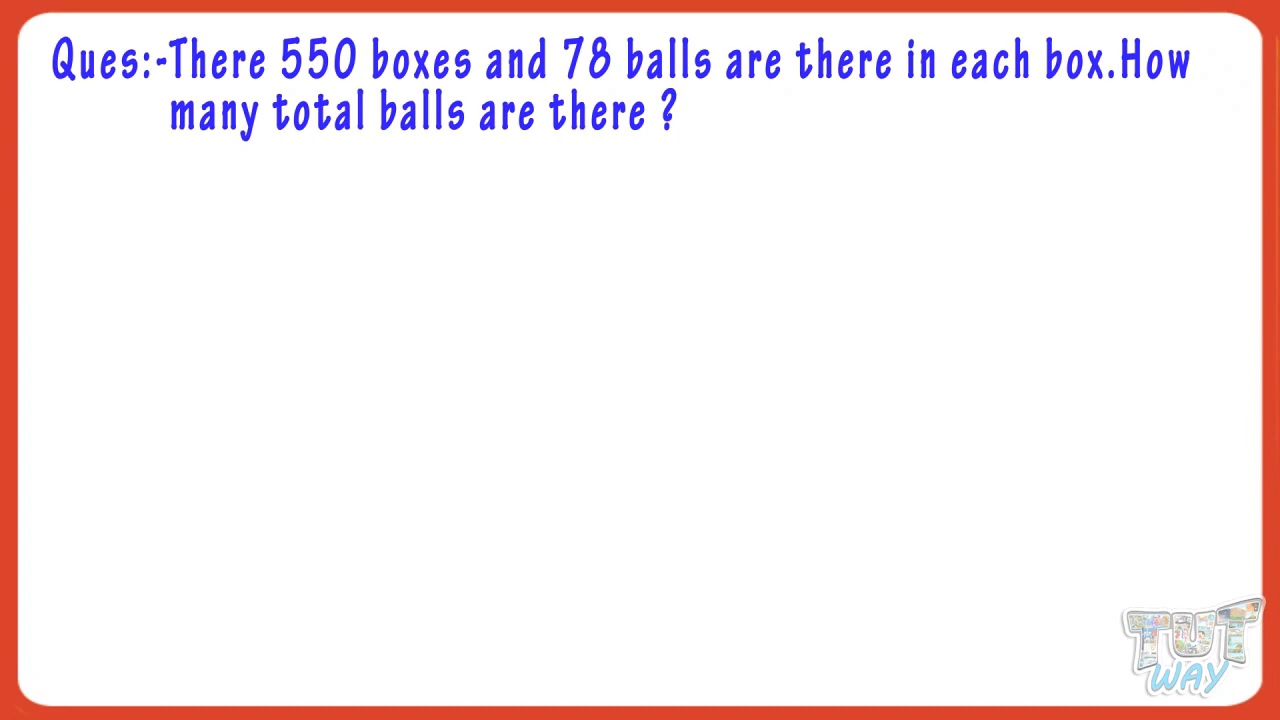 Ques:-There 550 boxes and 78 balls are there in each box.How
many total balls are there ?
TUT
WAY